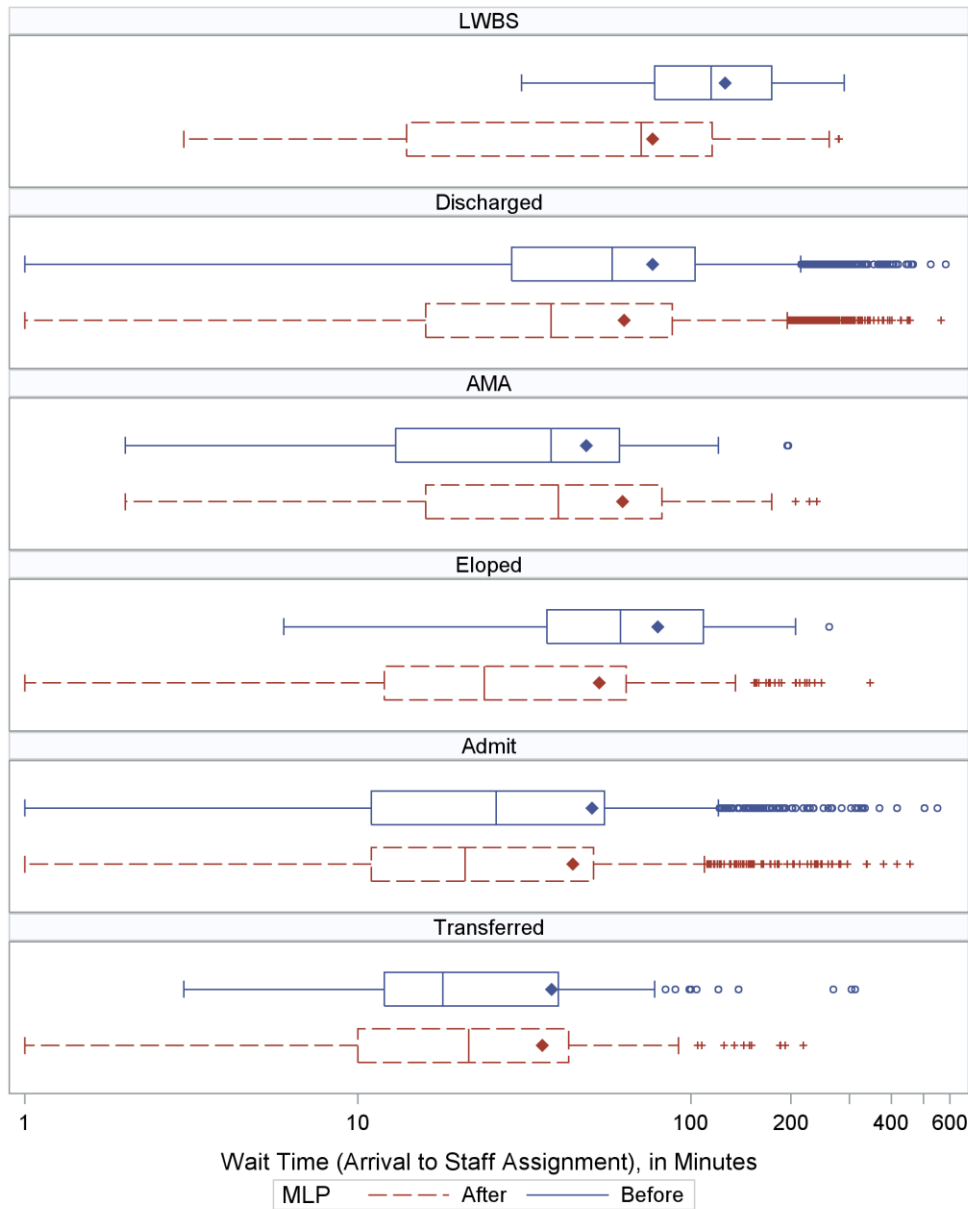 LWBS
Discharged
AMA
Eloped
Admit
Transferred
1 10 100 200 400 600
Wait Time (Arrival to Staff Assignment), in Minutes
MLP After Before